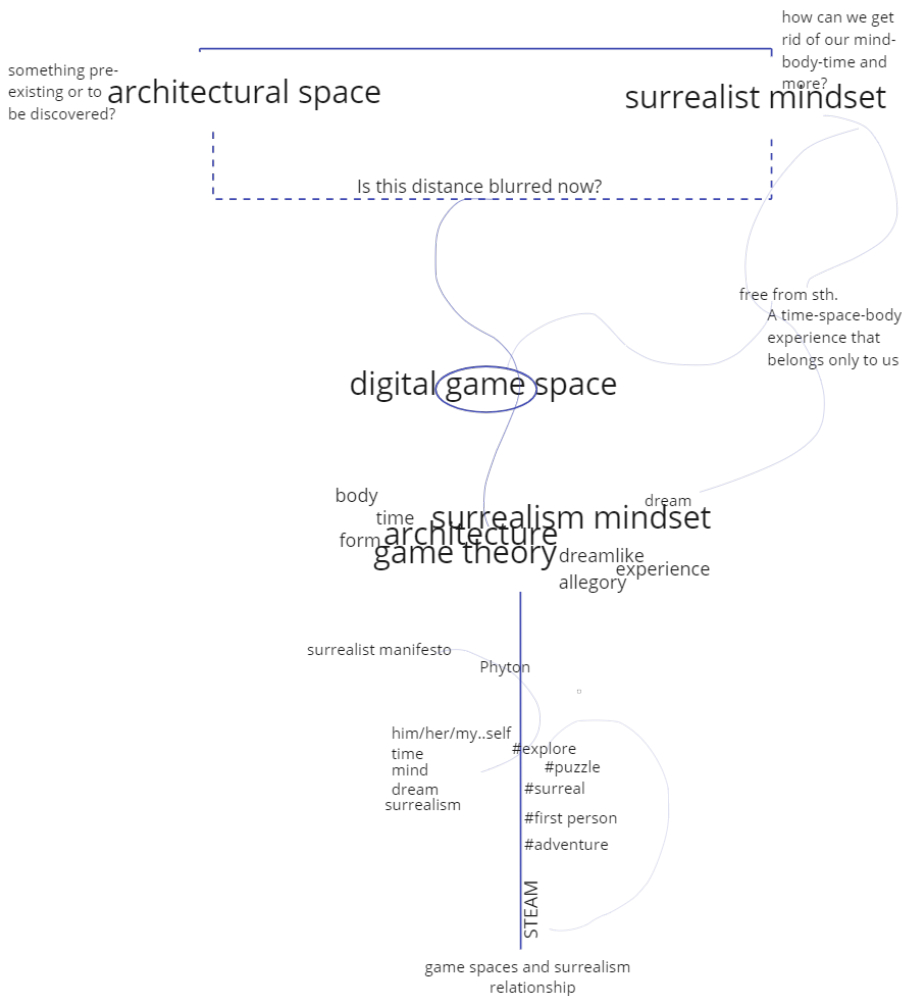 how can we get
rid of our mind-
body-time and
more?
something pre-
existing or to
be discovered?
architectural space
surrealist mindset
Is this distance blurred now?
free from sth.
A time-space-body
experience that
belongs only to us
digital game space
body
time
form
dream
surrealism mindset
architecture
game theory
dreamlike
experience
allegory
surrealist manifesto
Phyton
him/her/my..self
time
mind
dream
surrealism
#explore
#puzzle
#surreal
#first person
#adventure
STEAM
game spaces and surrealism
relationship